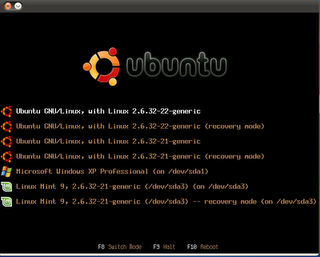 ubuntu
Ubuntu GNU/Linux, with Linux 2.6.32-22-generic
Ubuntu GNU/Linux, with Linux 2.6.32-22-generic (recovery mode)
Ubuntu GNU/Linux, with Linux 2.6.32-21-generic
Ubuntu GNU/Linux, with Linux 2.6.32-21-generic (recovery mode)
Microsoft Windows XP Professional (on /dev/sda1)
Linux Mint 9, 2.6.32-21-generic (/dev/sda3) (on /dev/sda3)
Linux Mint 9, 2.6.32-21-generic (/dev/sda3) -- recovery mode (on /dev/sda3)
F8 Switch Mode F9 Halt F10 Reboot